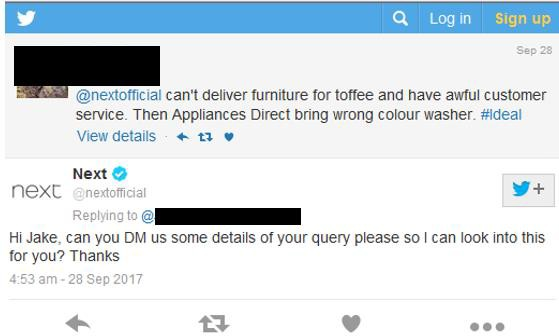 Log in
Sign up
Sep 28
@nextofficial can't deliver furniture for toffee and have awful customer
service. Then Appliances Direct bring wrong colour washer. #Ideal
View details
next
Next
@nextofficial
Replying to @
Hi Jake, can you DM us some details of your query please so I can look into this
for you? Thanks
4:53 am - 28 Sep 2017